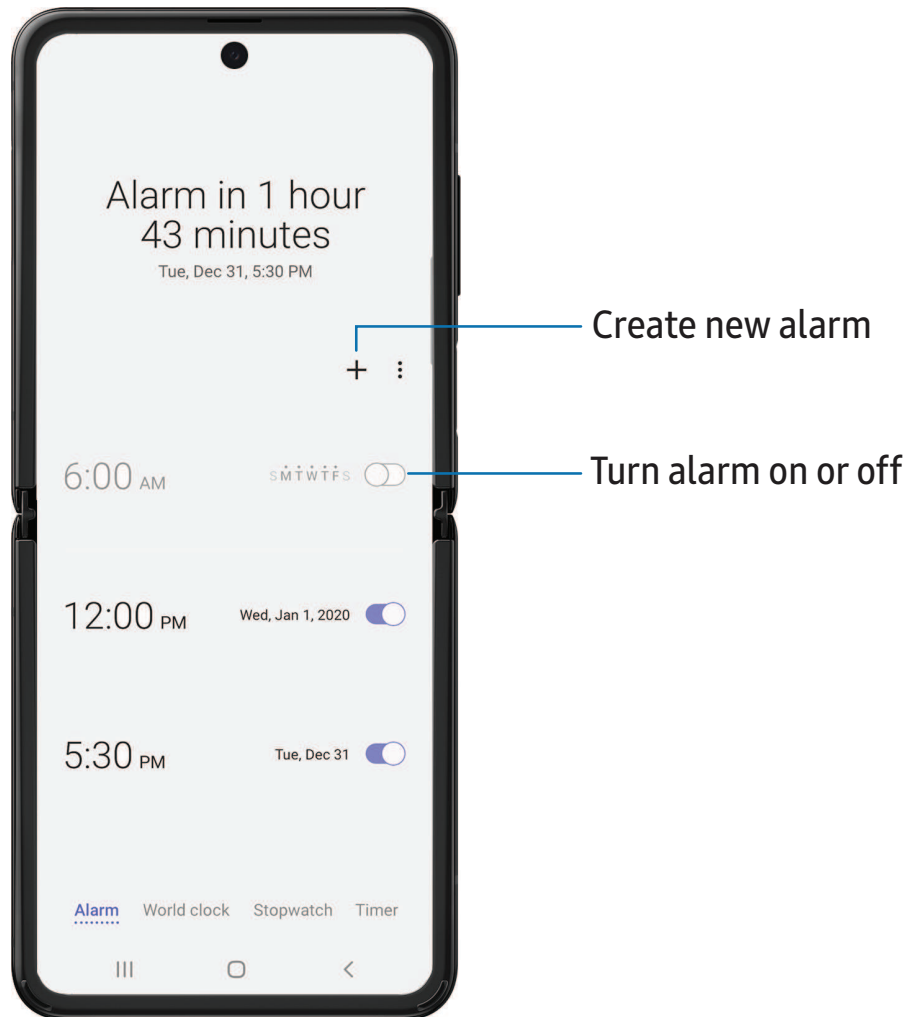 Alarm in 1 hour
43 minutes
Tue, Dec 31, 5:30 PM
Create new alarm
6:00 AM SMTWTFS
Turn alarm on or off
12:00 PM Wed, Jan 1, 2020
5:30 PM Tue, Dec 31
Alarm World clock Stopwatch Timer